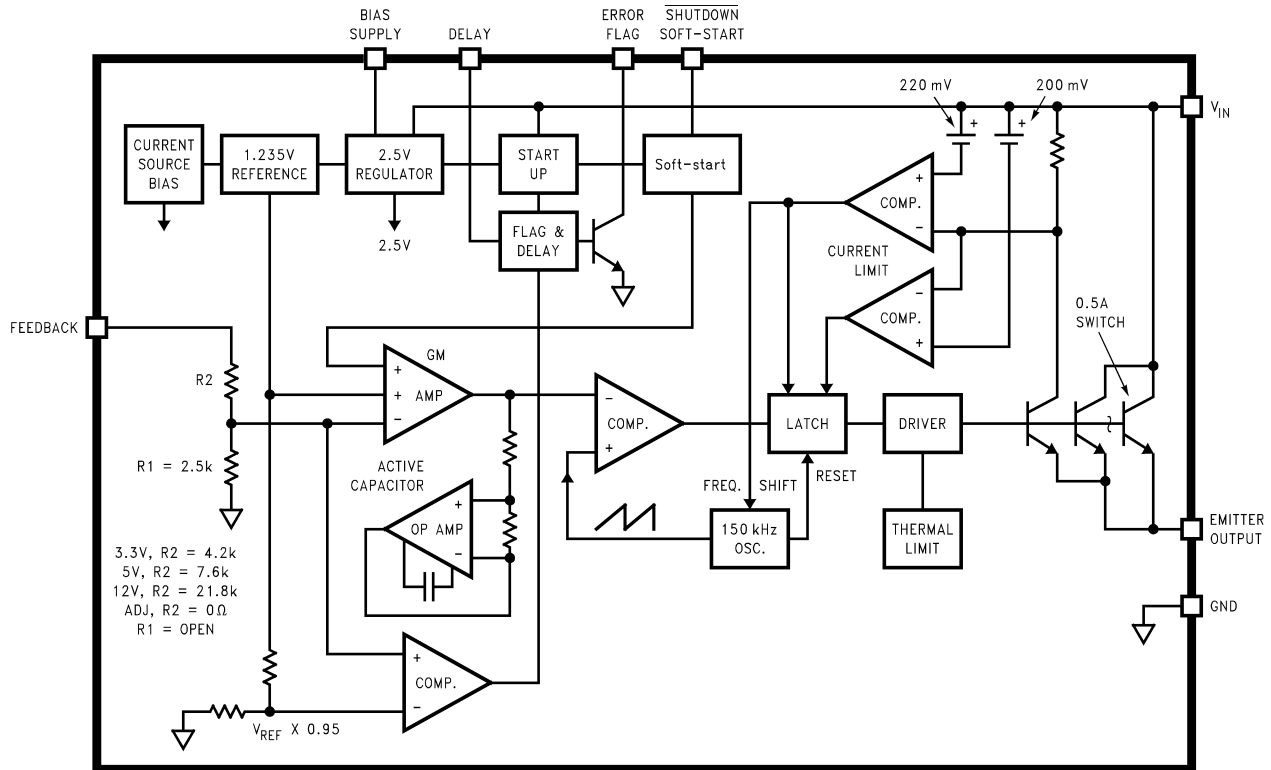 BIAS
SUPPLY
DELAY
ERROR
FLAG
SHUTDOWN
SOFT-START
220 mV
200 mV
+
+
VIN
CURRENT
SOURCE
BIAS
1.235V
REFERENCE
2.5V
REGULATOR
START
UP
Soft-start
+
COMP.
−
2.5V
FLAG &
DELAY
CURRENT
LIMIT
−
COMP.
+
0.5A
SWITCH
FEEDBACK
R2
GM
+
+
AMP
−
−
COMP.
+
LATCH
DRIVER
R1 = 2.5k
ACTIVE
CAPACITOR
+
OP AMP
−
FREQ. SHIFT
RESET
150 kHz
OSC.
THERMAL
LIMIT
EMITTER
OUTPUT
3.3V, R2 = 4.2k
5V, R2 = 7.6k
12V, R2 = 21.8k
ADJ, R2 = 0Ω
R1 = OPEN
GND
+
COMP.
−
VREF X 0.95